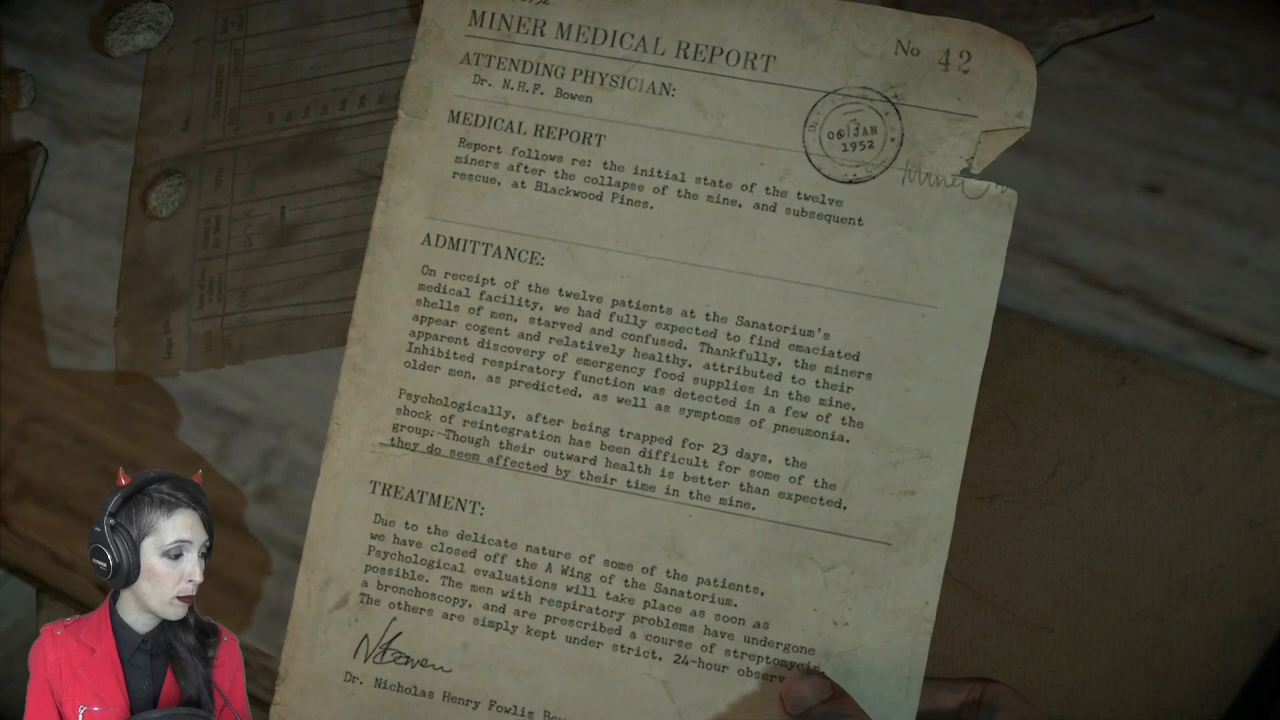 MINER MEDICAL REPORT
No 42
ATTENDING PHYSICIAN:
Dr. N.H.F. Bowen
JAN
1952
MEDICAL REPORT
Report follows re: the initial state of the twelve
miners after the collapse of the mine, and subsequent
rescue, at Blackwood Pines.
Miner
ADMITTANCE:
On receipt of the twelve patients at the Sanatorium's
medical facility, we had fully expected to find emaciated
shells of men, starved and confused. Thankfully, the miners
appear cogent and relatively healthy, attributed to their
apparent discovery of emergency food supplies in the mine.
Inhibited respiratory function was detected in a few of the
older men, as predicted, as well as symptoms of pneumonia.
Psychologically, after being trapped for 23 days, the
shock of reintegration has been difficult for some of the
group. Though their outward health is better than expected,
they do seem affected by their time in the mine.
TREATMENT:
Due to the delicate nature of some of the patients,
we have closed off the A Wing of the Sanatorium.
Psychological evaluations will take place as soon as
possible. The men with respiratory problems have undergone
a bronchoscopy, and are prescribed a course of streptomycin.
The others are simply kept under strict, 24-hour observ
NBowen
Dr. Nicholas Henry Fowlis Bow